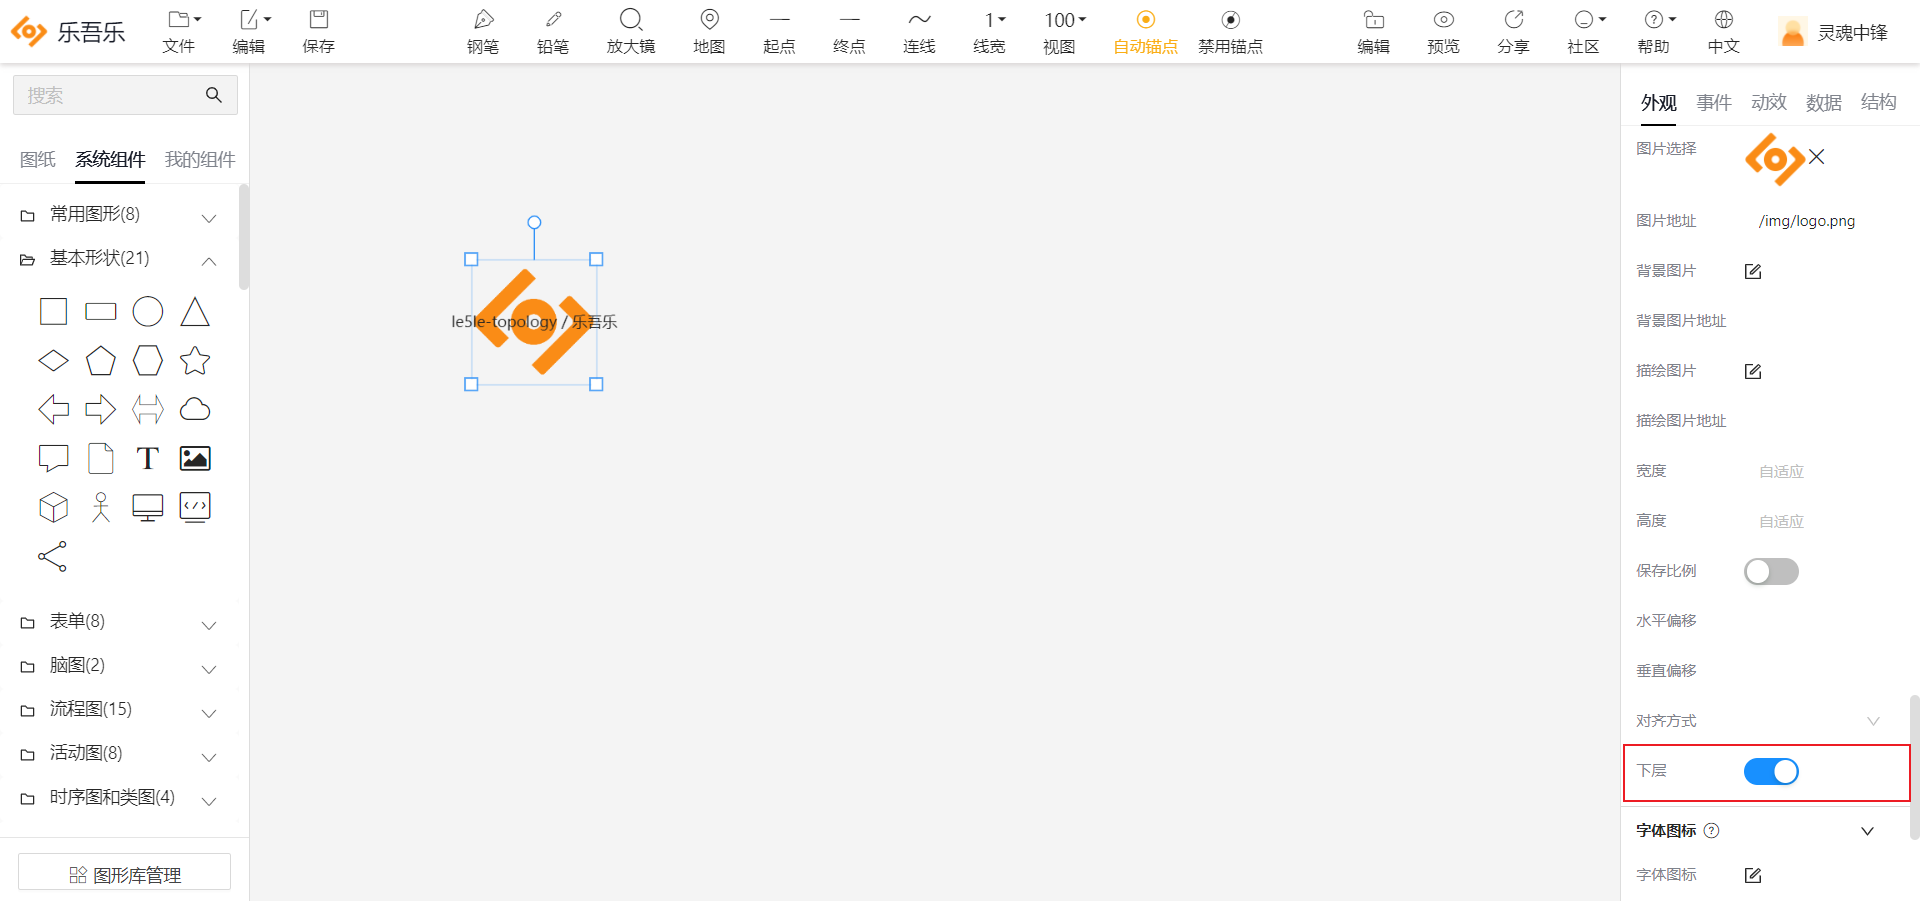 乐吾乐
文件
编辑
保存
钢笔
铅笔
放大镜
地图
起点
终点
连线
1
线宽
100
视图
自动锚点
禁用锚点
编辑
预览
分享
社区
帮助
中文
灵魂中锋
搜索
图纸 系统组件 我的组件
常用图形(8)
基本形状(21)
T
表单(8)
脑图(2)
流程图(15)
活动图(8)
时序图和类图(4)
图形库管理
le5le-topology / 乐吾乐
外观 事件 动效 数据 结构
图片选择
图片地址 /img/logo.png
背景图片
背景图片地址
描绘图片
描绘图片地址
宽度 自适应
高度 自适应
保存比例
水平偏移
垂直偏移
对齐方式
下层
字体图标 ?
字体图标